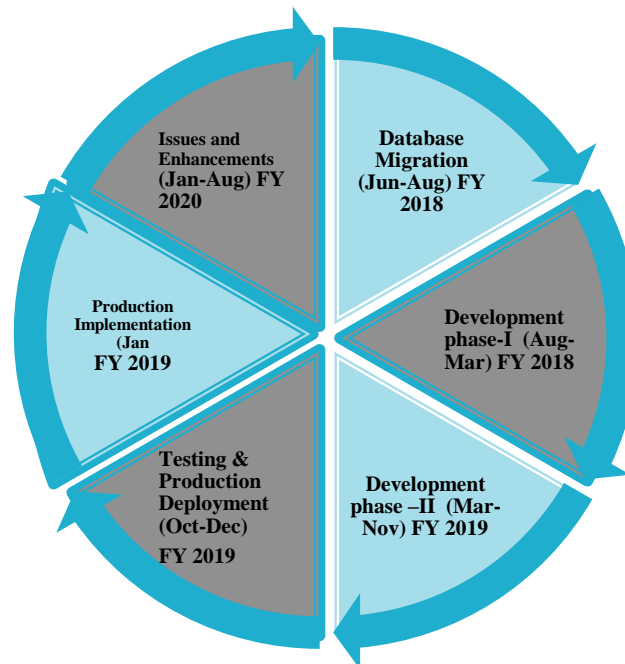 Database
Migration
(Jun-Aug) FY
2018
Development
phase-I (Aug-
Mar) FY 2018
Development
phase –II (Mar-
Nov) FY 2019
Testing &
Production
Deployment
(Oct-Dec)
FY 2019
Production
Implementation
(Jan
FY 2019
Issues and
Enhancements
(Jan-Aug) FY
2020